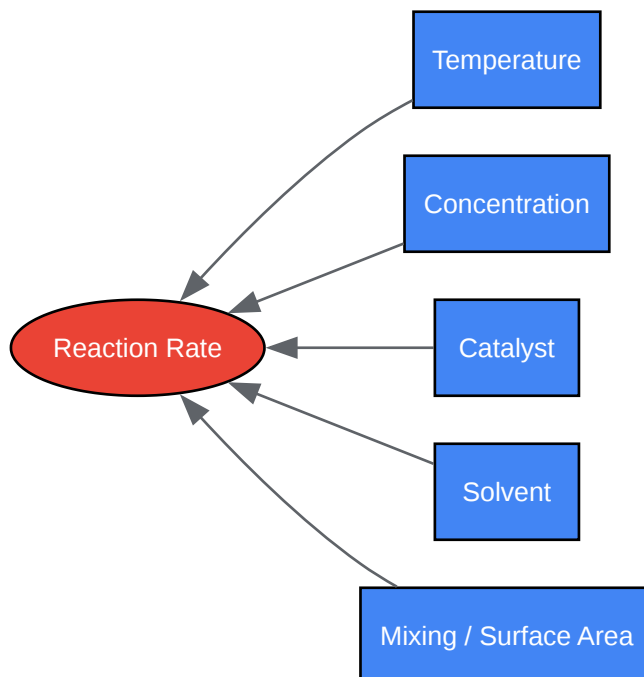 Temperature
Concentration
Reaction Rate
Catalyst
Solvent
Mixing / Surface Area